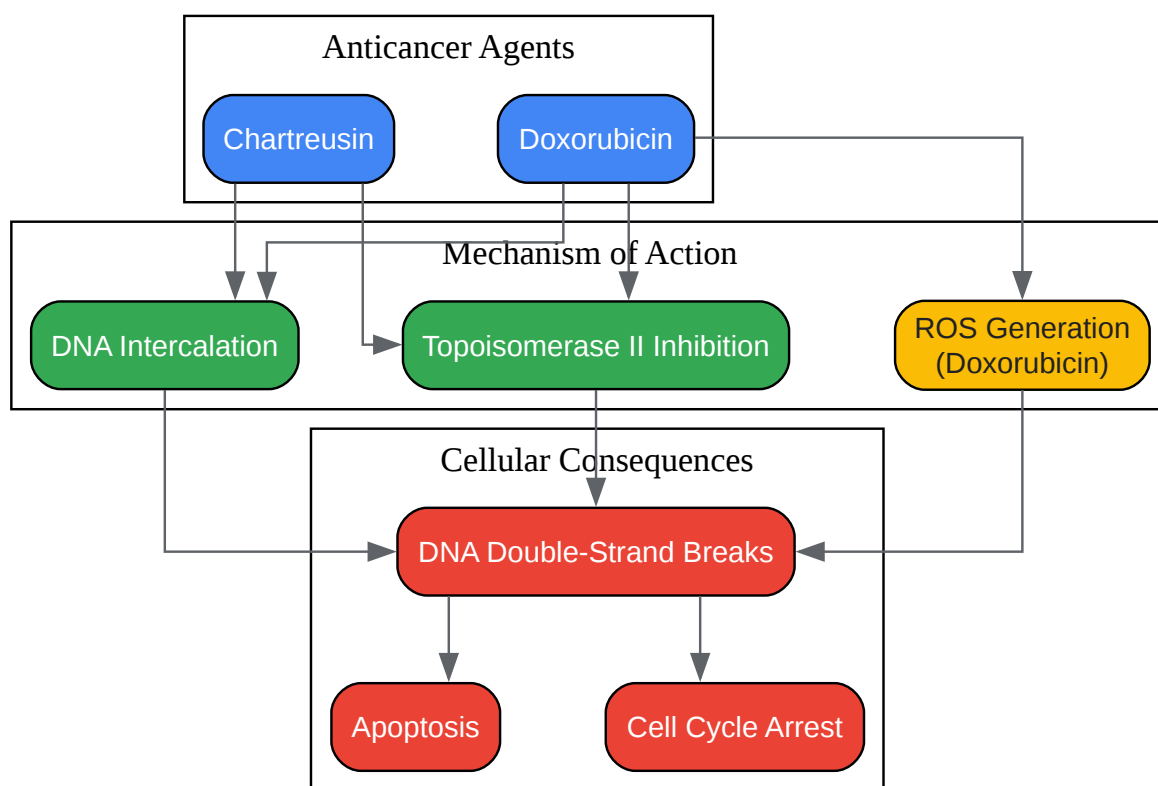 Anticancer Agents
Chartreusin
Doxorubicin
Mechanism of Action
DNA Intercalation
Topoisomerase II Inhibition
ROS Generation
(Doxorubicin)
Cellular Consequences
DNA Double-Strand Breaks
Apoptosis
Cell Cycle Arrest